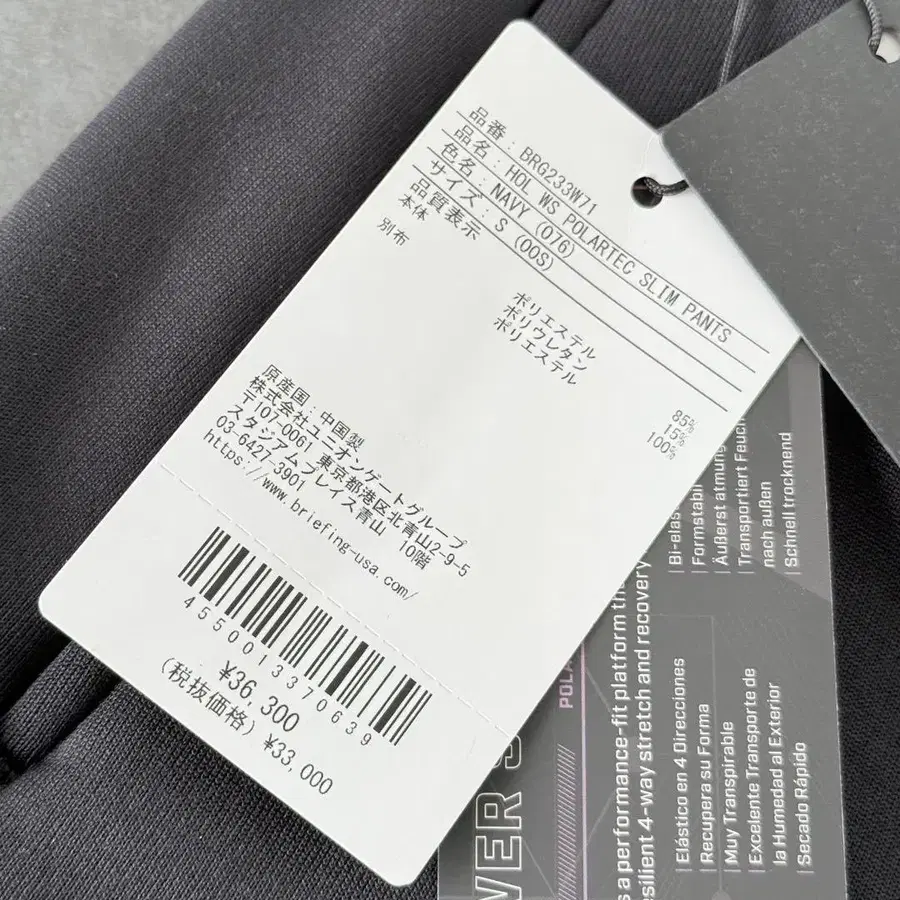 品番 : BRG233W71
品名 : HOL WS POLARTEC SLIM PANTS
色名 : NAVY (076)
サイズ : S (00S)
品質表示
本体
ポリエステル 85%
ポリウレタン 15%
別布
ポリエステル 100%
原産国 : 中国製
株式会社ユニオンゲートグループ
〒107-0061 東京都港区北青山2-9-5
スタジアムプレイス青山 10階
03-6427-3901
https://www.briefing-usa.com/
4550013370639
¥36,300
(税抜価格) ¥33,000
Bi-elas
Formstabil
Äußerst atmung
Transportiert Feuch
nach außen
Schnell trocknend
POLA
WER S
s a performance-fit platform tha
esilient 4-way stretch and recovery
Elástico en 4 Direcciones
Recupera su Forma
Muy Transpirable
Excelente Transporte de
la Humedad al Exterior
Secado Rápido